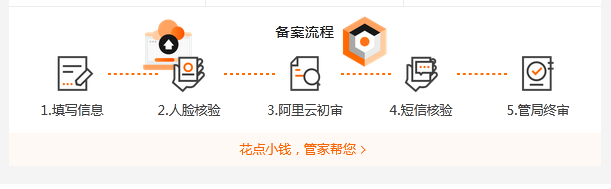 备案流程
1.填写信息
2.人脸核验
3.阿里云初审
4.短信核验
5.管局终审
花点小钱，管家帮您 >